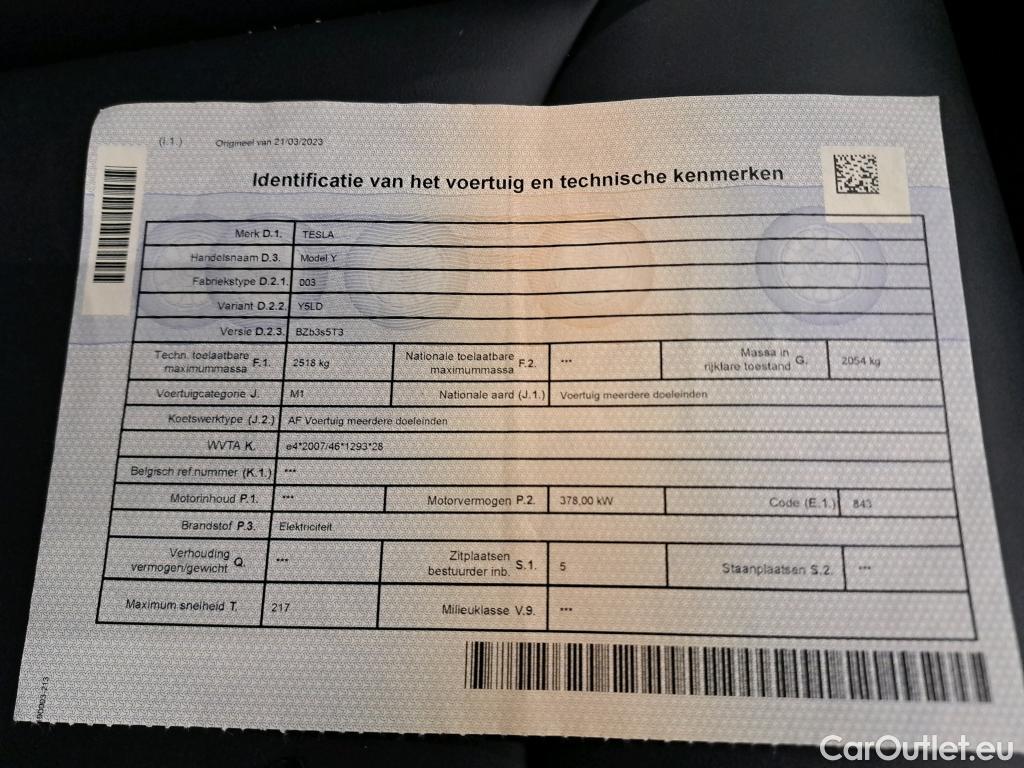 (I.1.) Origineel van 21/03/2023
Identificatie van het voertuig en technische kenmerken
Merk D.1. TESLA
Handelsnaam D.3. Model Y
Fabriekstype D.2.1. 003
Variant D.2.2. Y5LD
Versie D.2.3. BZb3s5T3
Techn. toelaatbare maximummassa F.1. 2518 kg Nationale toelaatbare maximummassa F.2. *** Massa in rijklare toestand G. 2054 kg
Voertuigcategorie J. M1 Nationale aard (J.1.) Voertuig meerdere doeleinden
Koetswerktype (J.2.) AF Voertuig meerdere doeleinden
WVTA K. e4*2007/46*1293*28
Belgisch ref.nummer (K.1.) ***
Motorinhoud P.1. *** Motorvermogen P.2. 378,00 kW Code (E.1.) 843
Brandstof P.3. Elektriciteit
Verhouding vermogen/gewicht Q. *** Zitplaatsen bestuurder inb. S.1. 5 Staanplaatsen S.2. ***
Maximum snelheid T. 217 Milieuklasse V.9. ***
CarOutlet.eu